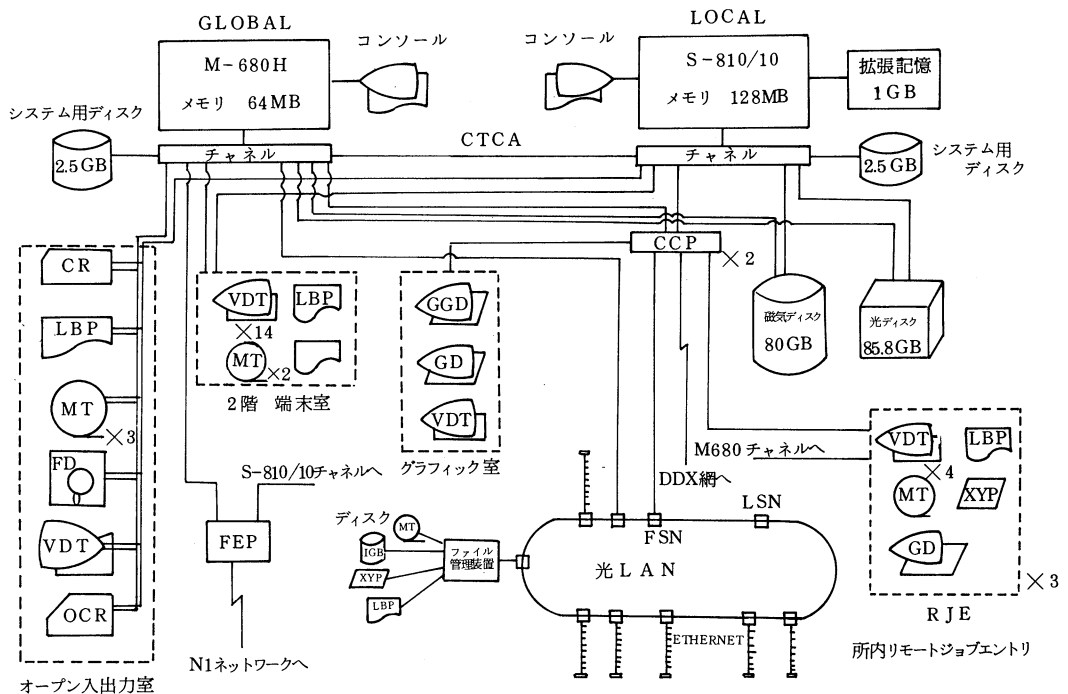 GLOBAL
M-680H
メモリ 64MB
コンソール
コンソール
LOCAL
S-810/10
メモリ 128MB
拡張記憶
1GB
システム用ディスク
2.5GB
チャネル
CTCA
チャネル
2.5GB
システム用
ディスク
CCP
×2
CR
LBP
MT
×3
FD
VDT
OCR
オープン入出力室
VDT
×14
LBP
MT
×2
2階 端末室
GGD
GD
VDT
グラフィック室
磁気ディスク
80GB
光ディスク
85.8GB
S-810/10チャネルへ
FEP
N1ネットワークへ
M680チャネルへ
DDX網へ
VDT
×4
LBP
MT
XYP
GD
×3
RJE
所内リモートジョブエントリ
ディスク
MT
1GB
XYP
LBP
ファイル
管理装置
LSN
FSN
光LAN
ETHERNET